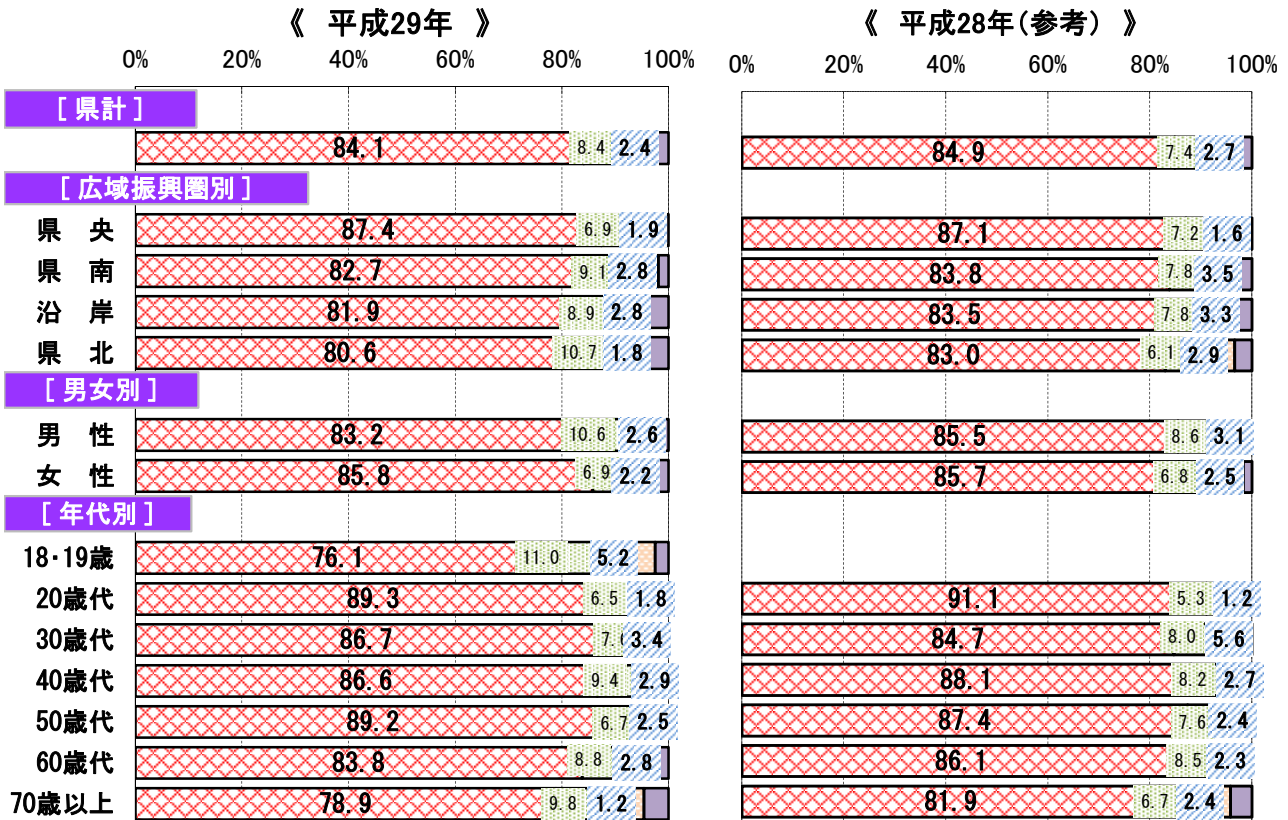 《 平成29年 》
《 平成28年(参考) 》
0% 20% 40% 60% 80% 100%
0% 20% 40% 60% 80% 100%
[ 県計 ]
84.1 8.4 2.4
84.9 7.4 2.7
[ 広域振興圏別 ]
県 央 87.4 6.9 1.9
87.1 7.2 1.6
県 南 82.7 9.1 2.8
83.8 7.8 3.5
沿 岸 81.9 8.9 2.8
83.5 7.8 3.3
県 北 80.6 10.7 1.8
83.0 6.1 2.9
[ 男女別 ]
男 性 83.2 10.6 2.6
85.5 8.6 3.1
女 性 85.8 6.9 2.2
85.7 6.8 2.5
[ 年代別 ]
18・19歳 76.1 11.0 5.2
20歳代 89.3 6.5 1.8
91.1 5.3 1.2
30歳代 86.7 3.4
84.7 8.0 5.6
40歳代 86.6 9.4 2.9
88.1 8.2 2.7
50歳代 89.2 6.7 2.5
87.4 7.6 2.4
60歳代 83.8 8.8 2.8
86.1 8.5 2.3
70歳以上 78.9 9.8 1.2
81.9 6.7 2.4